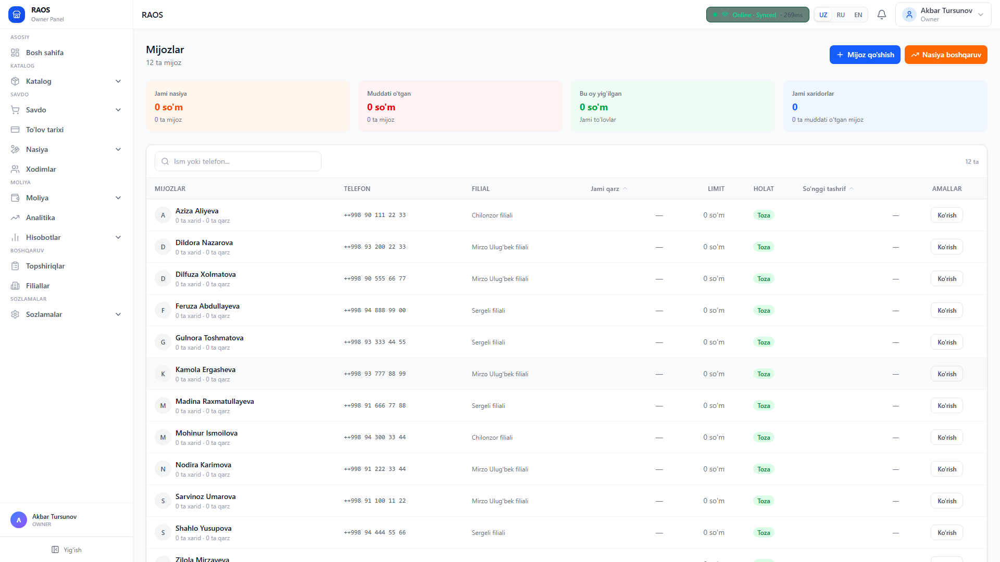 RAOS
Owner Panel
ASOSIY
Bosh sahifa
KATALOG
Katalog
SAVDO
Savdo
To'lov tarixi
Nasiya
Xodimlar
MOLIYA
Moliya
Analitika
Hisobotlar
BOSHQARUV
Topshiriqlar
Filiallar
SOZLAMALAR
Sozlamalar
A
Akbar Tursunov
OWNER
Yig'ish
RAOS
Online · Synced · 269ms
UZ RU EN
Akbar Tursunov
Owner
Mijozlar
12 ta mijoz
+ Mijoz qo'shish
Nasiya boshqaruv
Jami nasiya
0 so'm
0 ta mijoz
Muddati o'tgan
0 so'm
0 ta mijoz
Bu oy yig'ilgan
0 so'm
Jami to'lovlar
Jami xaridorlar
0
0 ta muddati o'tgan mijoz
Ism yoki telefon...
12 ta
MIJOZLAR TELEFON FILIAL Jami qarz LIMIT HOLAT So'nggi tashrif AMALLAR
A Aziza Aliyeva ++998 90 111 22 33 Chilonzor filiali — 0 so'm Toza — Ko'rish
0 ta xarid · 0 ta qarz
D Dildora Nazarova ++998 93 200 22 33 Mirzo Ulug'bek filiali — 0 so'm Toza — Ko'rish
0 ta xarid · 0 ta qarz
D Dilfuza Xolmatova ++998 90 555 66 77 Mirzo Ulug'bek filiali — 0 so'm Toza — Ko'rish
0 ta xarid · 0 ta qarz
F Feruza Abdullayeva ++998 94 888 99 00 Sergeli filiali — 0 so'm Toza — Ko'rish
0 ta xarid · 0 ta qarz
G Gulnora Toshmatova ++998 93 333 44 55 Sergeli filiali — 0 so'm Toza — Ko'rish
0 ta xarid · 0 ta qarz
K Kamola Ergasheva ++998 93 777 88 99 Mirzo Ulug'bek filiali — 0 so'm Toza — Ko'rish
0 ta xarid · 0 ta qarz
M Madina Raxmatullayeva ++998 91 666 77 88 Sergeli filiali — 0 so'm Toza — Ko'rish
0 ta xarid · 0 ta qarz
M Mohinur Ismoilova ++998 94 300 33 44 Chilonzor filiali — 0 so'm Toza — Ko'rish
0 ta xarid · 0 ta qarz
N Nodira Karimova ++998 91 222 33 44 Mirzo Ulug'bek filiali — 0 so'm Toza — Ko'rish
0 ta xarid · 0 ta qarz
S Sarvinoz Umarova ++998 91 100 11 22 Mirzo Ulug'bek filiali — 0 so'm Toza — Ko'rish
0 ta xarid · 0 ta qarz
S Shahlo Yusupova ++998 94 444 55 66 Sergeli filiali — 0 so'm Toza — Ko'rish
0 ta xarid · 0 ta qarz
Zilola Mirzayeva